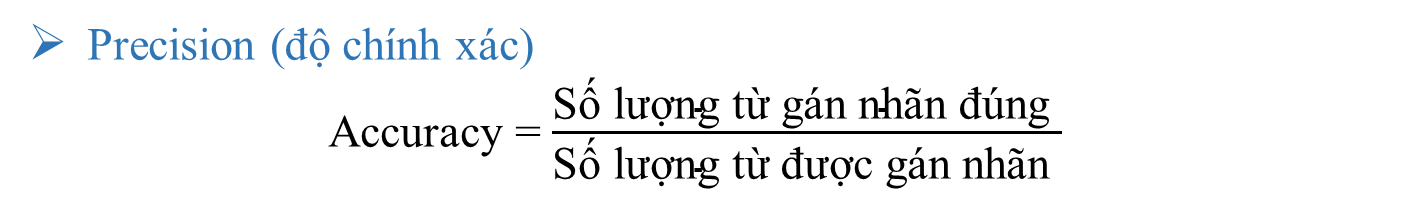 ➢ Precision (độ chính xác)
Accuracy = Số lượng từ gán nhãn đúng
Số lượng từ được gán nhãn